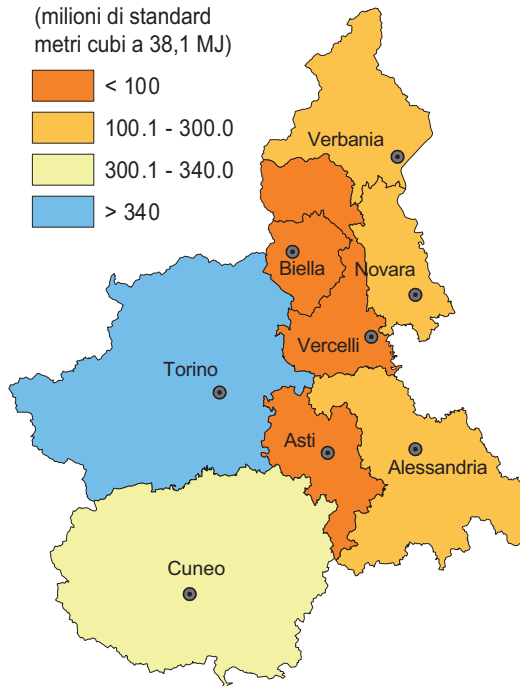 (milioni di standard
metri cubi a 38,1 MJ)
< 100
100.1 - 300.0
300.1 - 340.0
> 340
Verbania
Biella
Novara
Vercelli
Torino
Asti
Alessandria
Cuneo